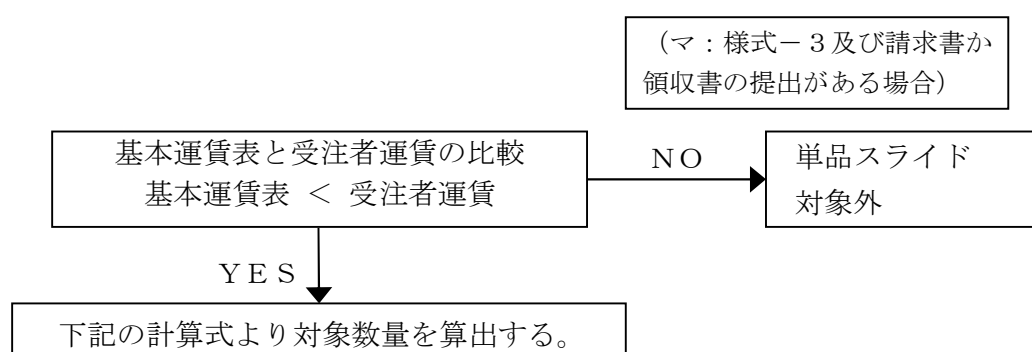 （マ：様式－３及び請求書か
領収書の提出がある場合）
基本運賃表と受注者運賃の比較
基本運賃表 ＜ 受注者運賃
ＮＯ
単品スライド
対象外
ＹＥＳ
下記の計算式より対象数量を算出する。